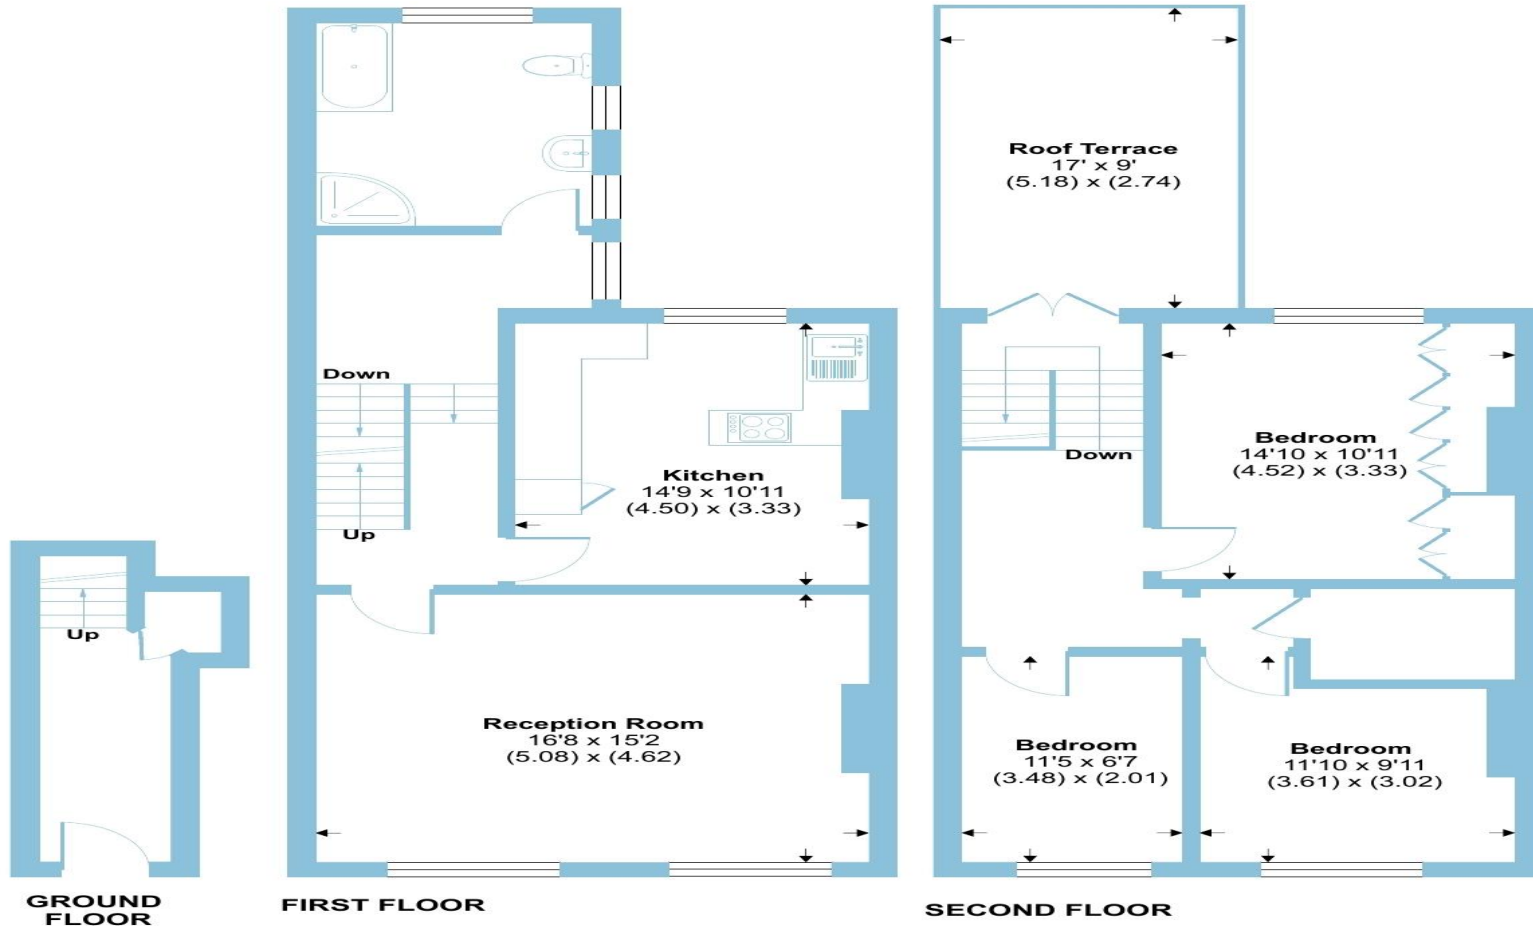 Up
GROUND
FLOOR
Down
Up
Kitchen
14'9 x 10'11
(4.50) x (3.33)
Reception Room
16'8 x 15'2
(5.08) x (4.62)
FIRST FLOOR
Roof Terrace
17' x 9'
(5.18) x (2.74)
Down
Bedroom
14'10 x 10'11
(4.52) x (3.33)
Bedroom
11'5 x 6'7
(3.48) x (2.01)
Bedroom
11'10 x 9'11
(3.61) x (3.02)
SECOND FLOOR